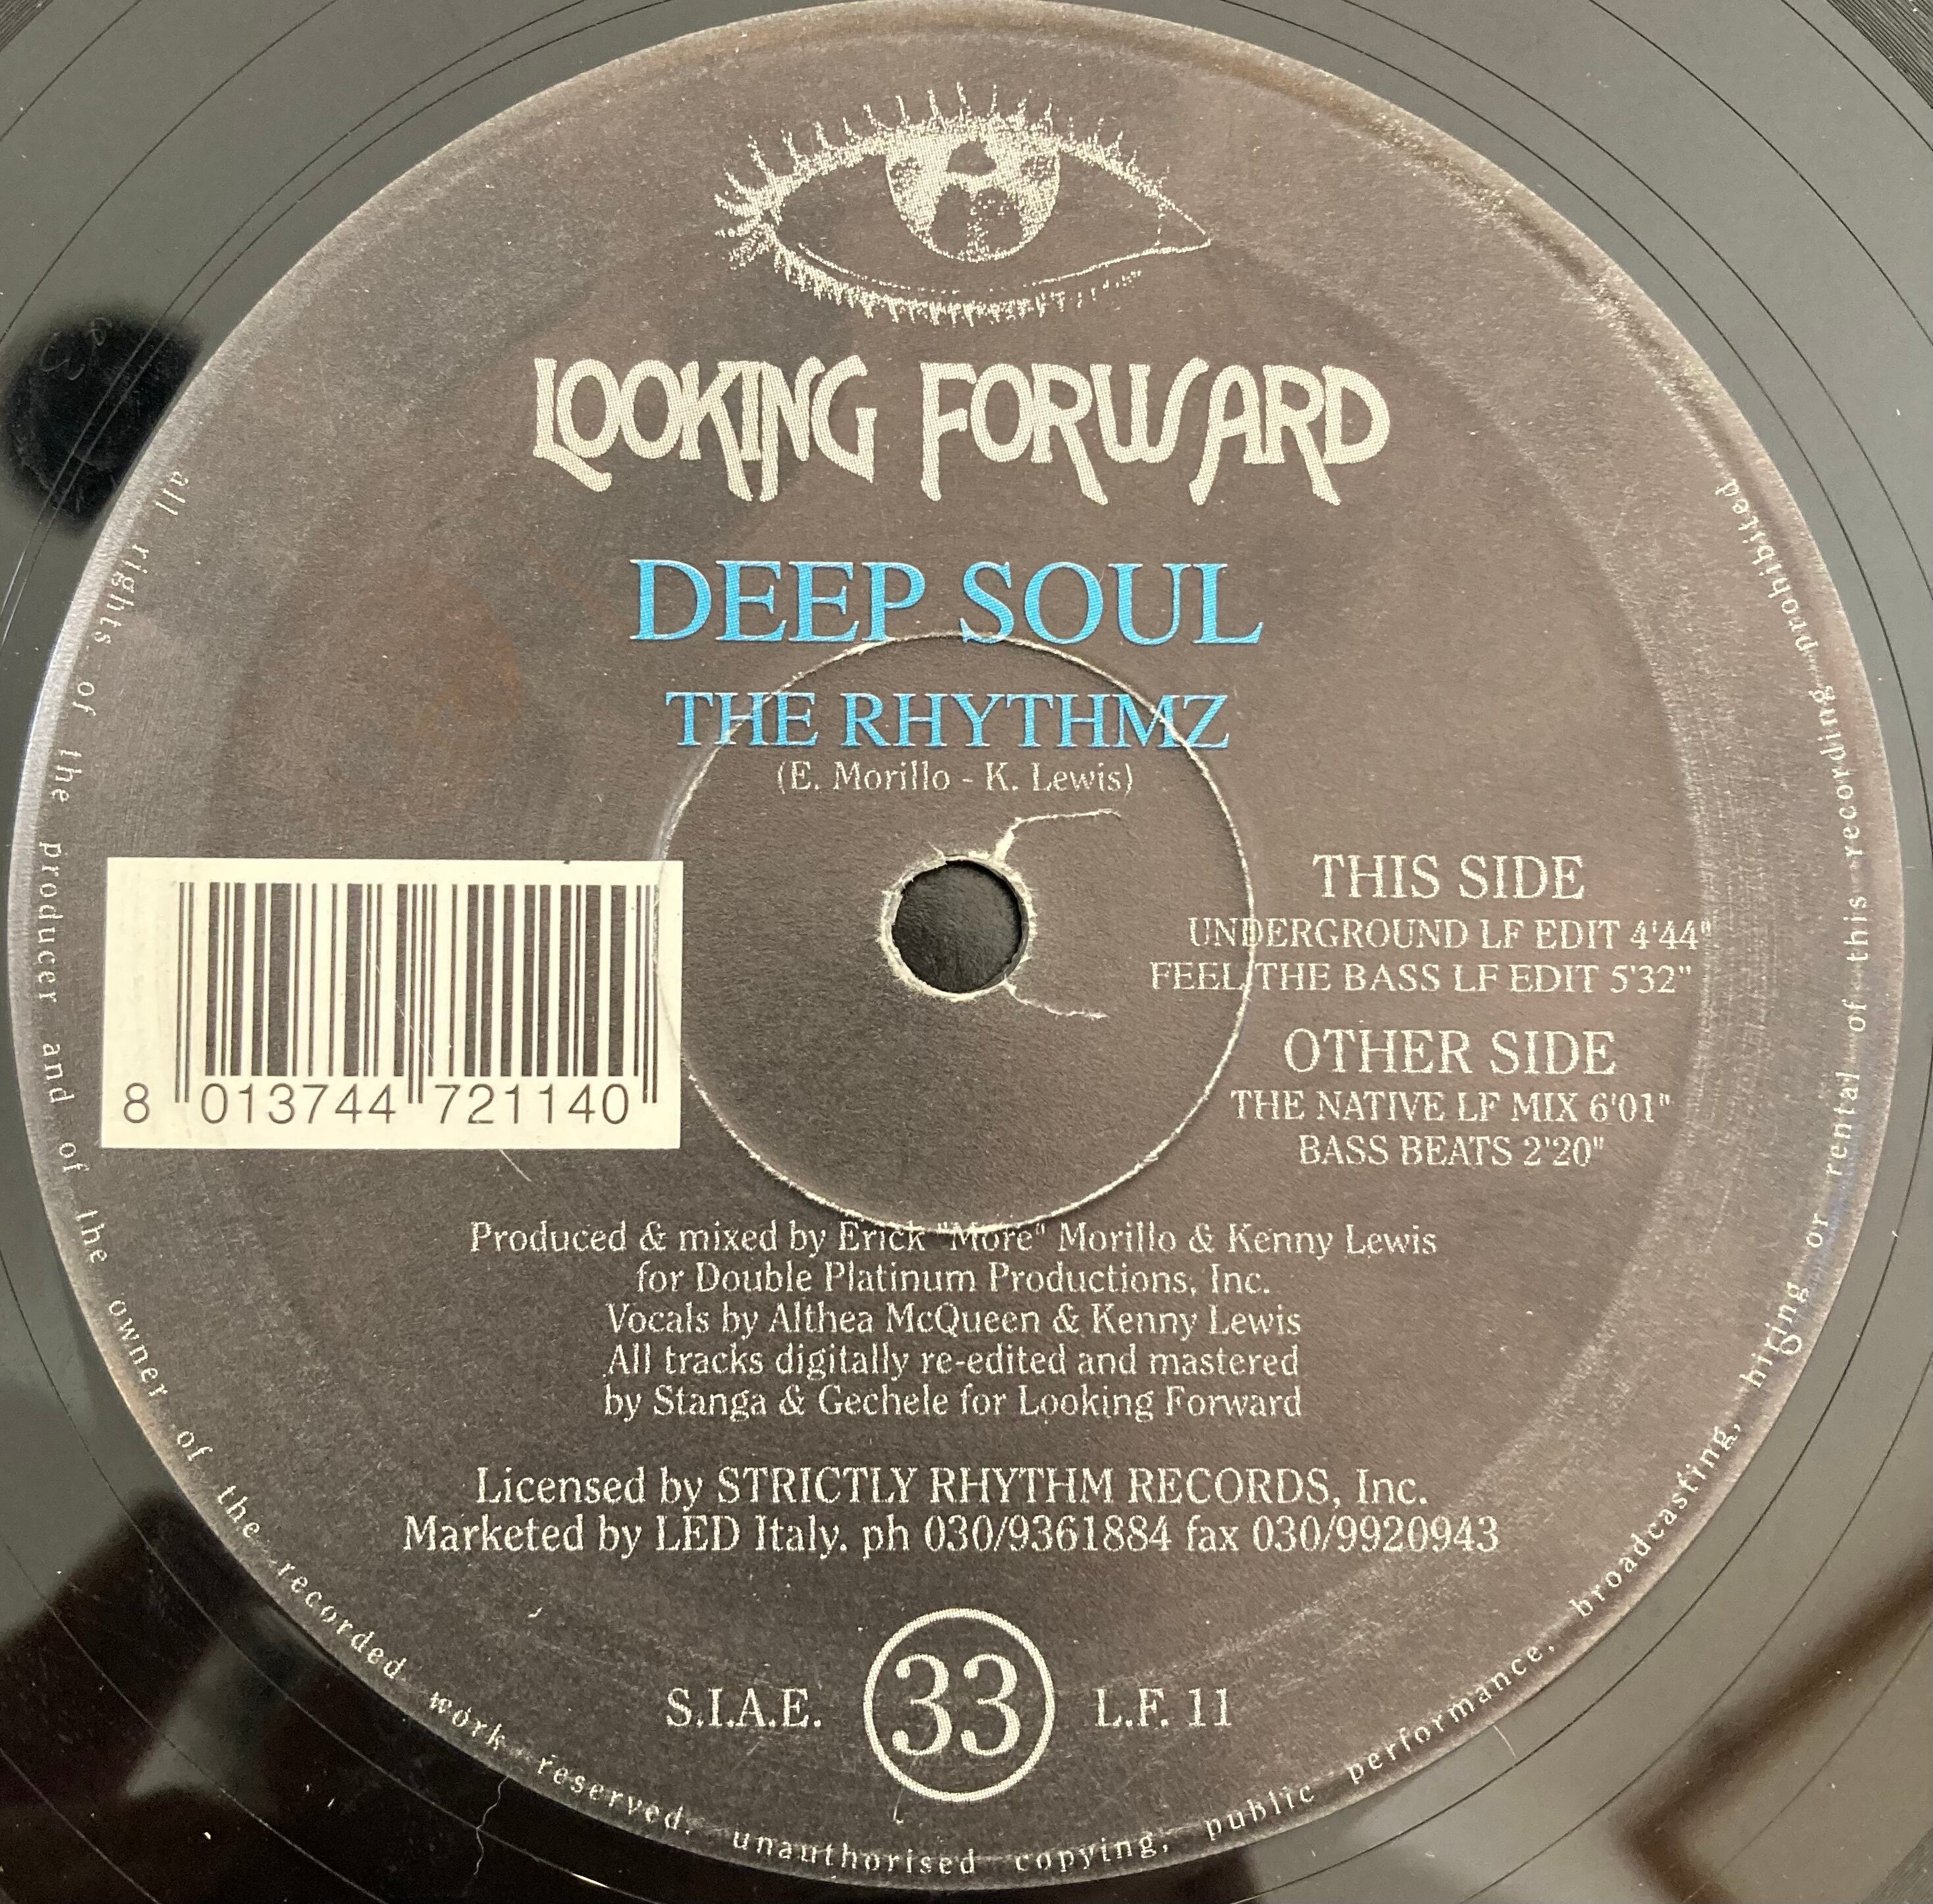 LOOKING FORWARD
DEEP SOUL
THE RHYTHMZ
(E. Morillo - K. Lewis)
8 013744 721140
THIS SIDE
UNDERGROUND LF EDIT 4'44"
FEEL THE BASS LF EDIT 5'32"
OTHER SIDE
THE NATIVE LF MIX 6'01"
BASS BEATS 2'20"
Produced & mixed by Erick "More" Morillo & Kenny Lewis
for Double Platinum Productions, Inc.
Vocals by Althea McQueen & Kenny Lewis
All tracks digitally re-edited and mastered
by Stanga & Gechele for Looking Forward
Licensed by STRICTLY RHYTHM RECORDS, Inc.
Marketed by LED Italy. ph 030/9361884 fax 030/9920943
S.I.A.E. 33 L.F. 11
all rights of the producer and of the owner of the recorded work reserved. unauthorised copying, public performance, broadcasting, hiring or rental of this recording prohibited